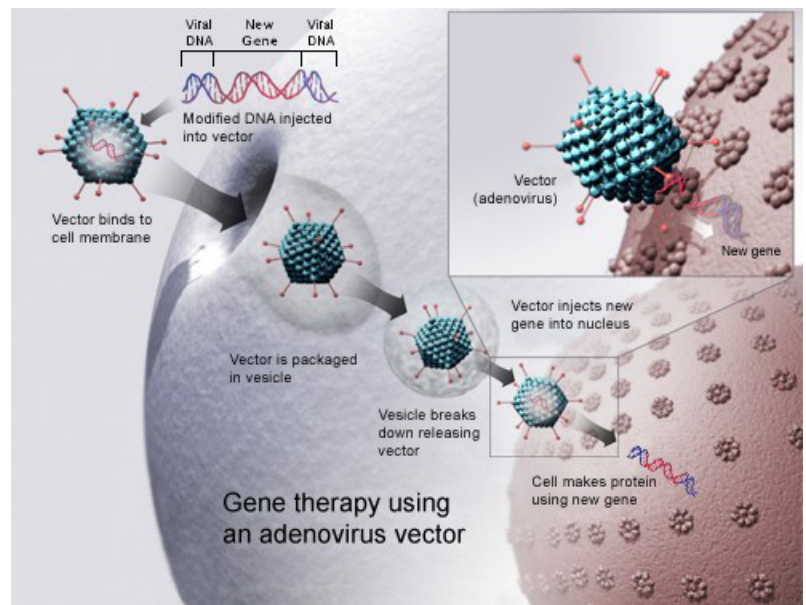 Viral DNA
New Gene
Viral DNA
Modified DNA injected
into vector
Vector binds to
cell membrane
Vector is packaged
in vesicle
Vesicle breaks
down releasing
vector
Vector injects new
gene into nucleus
Vector
(adenovirus)
New gene
Cell makes protein
using new gene
Gene therapy using
an adenovirus vector